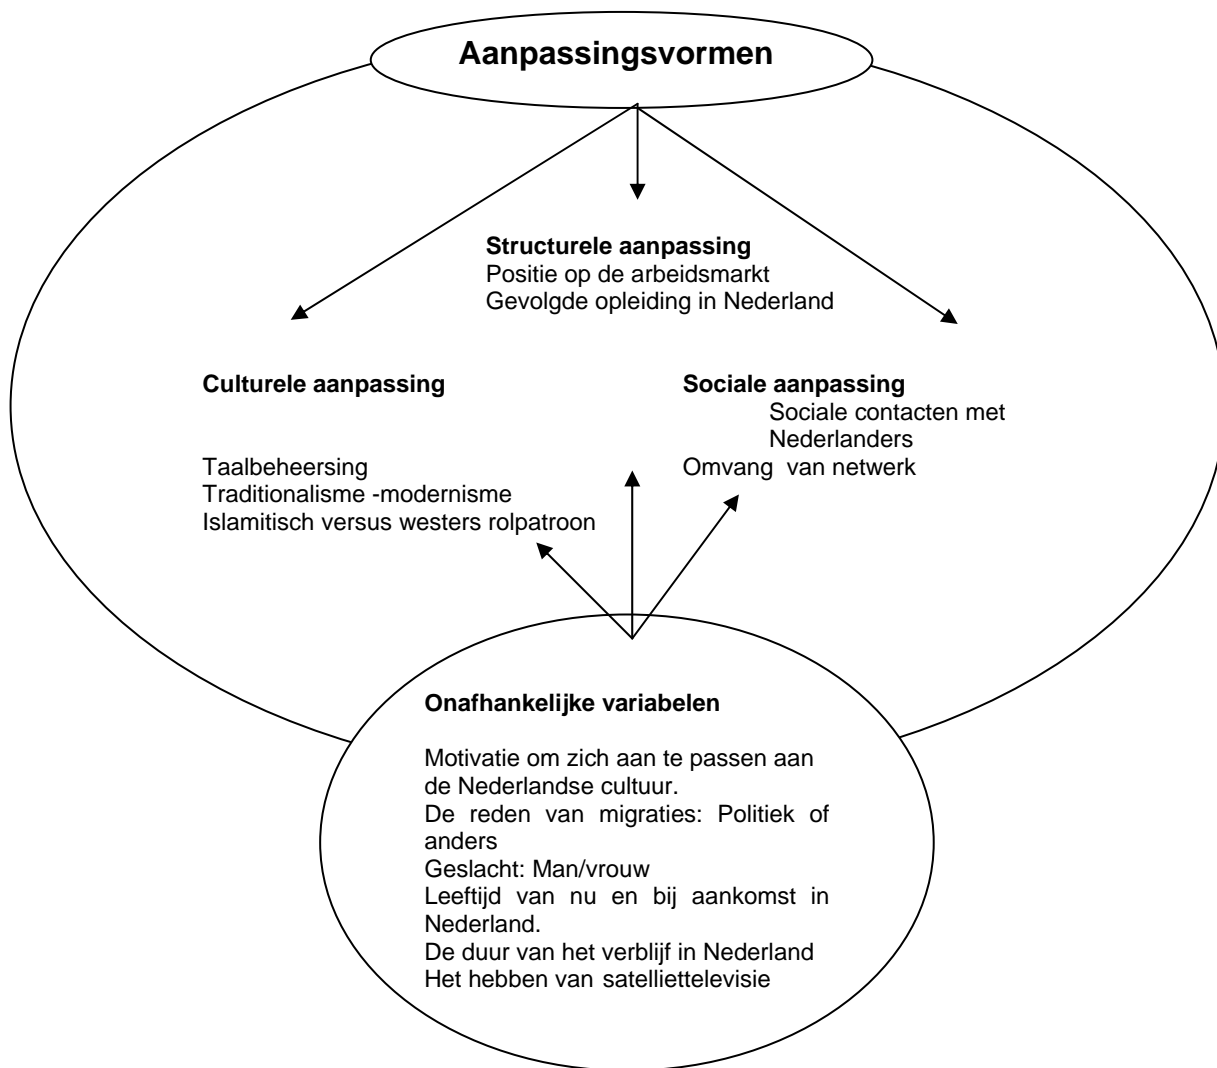 Aanpassingsvormen
Structurele aanpassing
Positie op de arbeidsmarkt
Gevolgde opleiding in Nederland
Culturele aanpassing
Taalbeheersing
Traditionalisme -modernisme
Islamitisch versus westers rolpatroon
Sociale aanpassing
Sociale contacten met
Nederlanders
Omvang van netwerk
Onafhankelijke variabelen
Motivatie om zich aan te passen aan
de Nederlandse cultuur.
De reden van migraties: Politiek of
anders
Geslacht: Man/vrouw
Leeftijd van nu en bij aankomst in
Nederland.
De duur van het verblijf in Nederland
Het hebben van satelliettelevisie